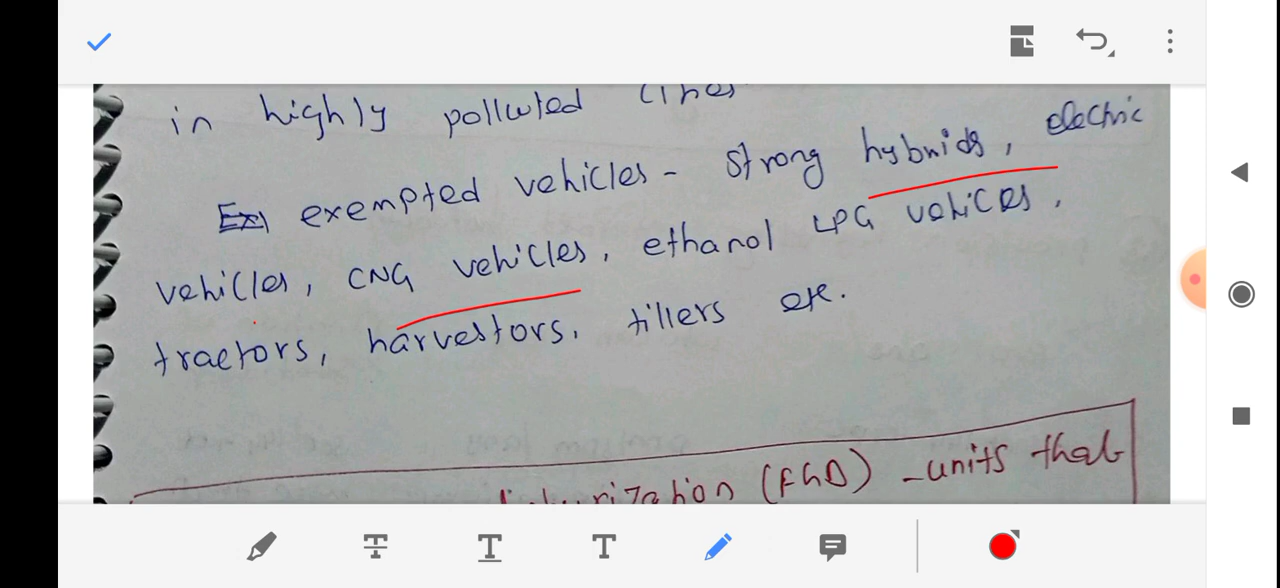 in highly polluted
Ex exempted vehicles - strong hybrids, electric
vehicles, CNG vehicles, ethanol LPG vehicles,
tractors, harvestors, tillers etc.
(FGD) - units that
T T T